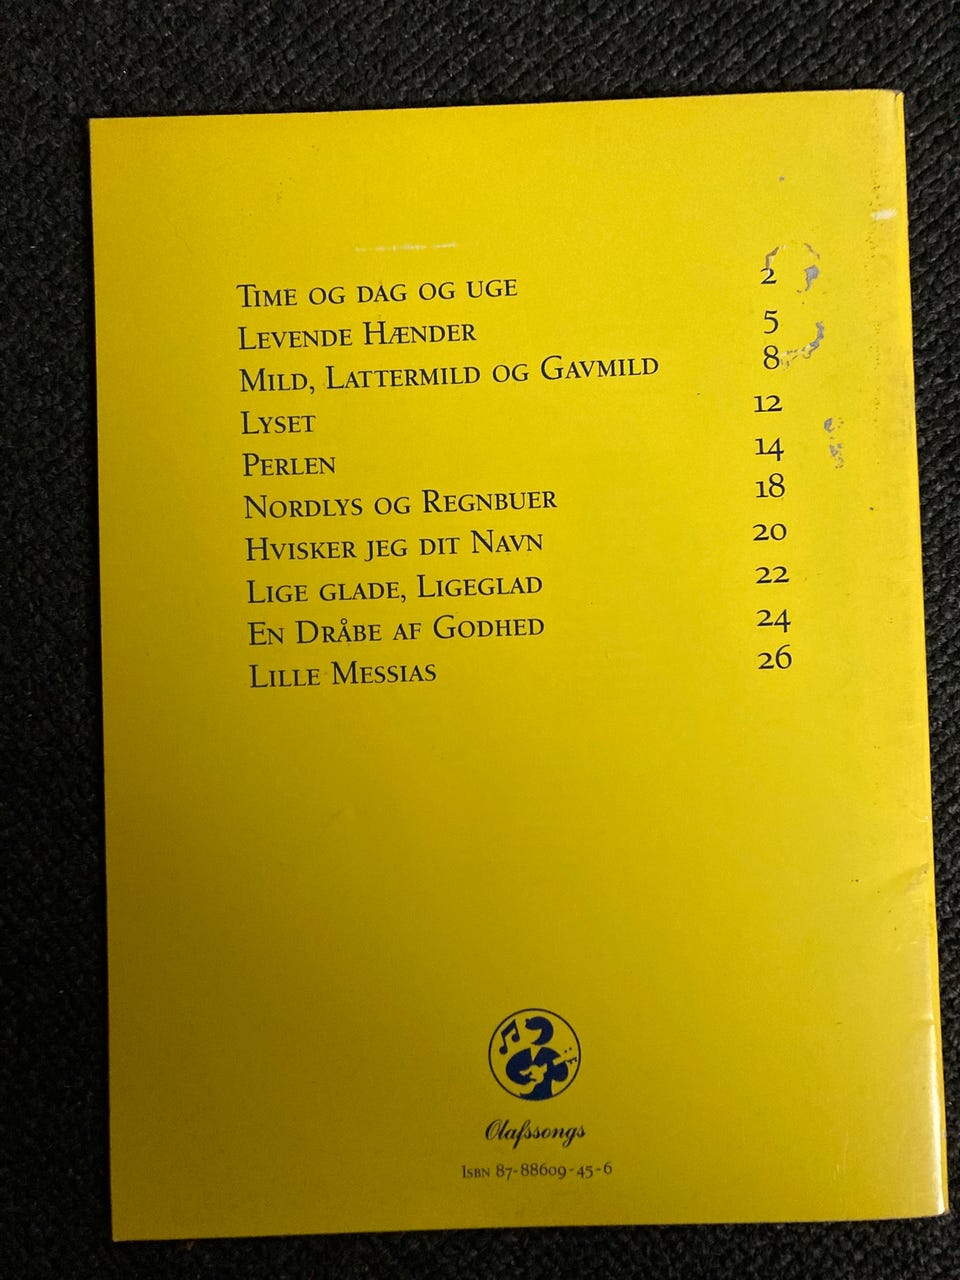 Time og dag og uge 2
Levende Hænder 5
Mild, Lattermild og Gavmild 8
Lyset 12
Perlen 14
Nordlys og Regnbuer 18
Hvisker jeg dit Navn 20
Lige glade, Ligeglad 22
En Dråbe af Godhed 24
Lille Messias 26
Olafssongs
Isbn 87-88609-45-6